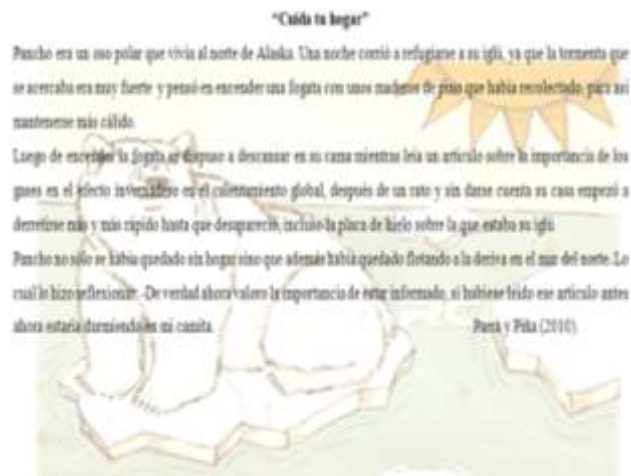 “Cuida tu hogar”
Pancho era un oso polar que vivía al norte de Alaska. Una noche corrió a refugiarse a su iglú, ya que la tormenta que
se acercaba era muy fuerte y pensó en encender una fogata con unos maderos de pino que había recolectado, para así
mantenerse más cálido.
Luego de encender la fogata se dispuso a descansar en su cama mientras leía un artículo sobre la importancia de los
gases en el efecto invernadero en el calentamiento global, después de un rato y sin darse cuenta su casa empezó a
derretirse más y más rápido hasta que desapareció, incluso la placa de hielo sobre la que estaba su iglú
Pancho no sólo se había quedado sin hogar sino que además había quedado flotando a la deriva en el mar del norte. Lo
cual lo hizo reflexionar: -De verdad ahora valoro la importancia de estar informado, si hubiese leído ese artículo antes
ahora estaría durmiendo en mi camita. Parra y Piña (2010).